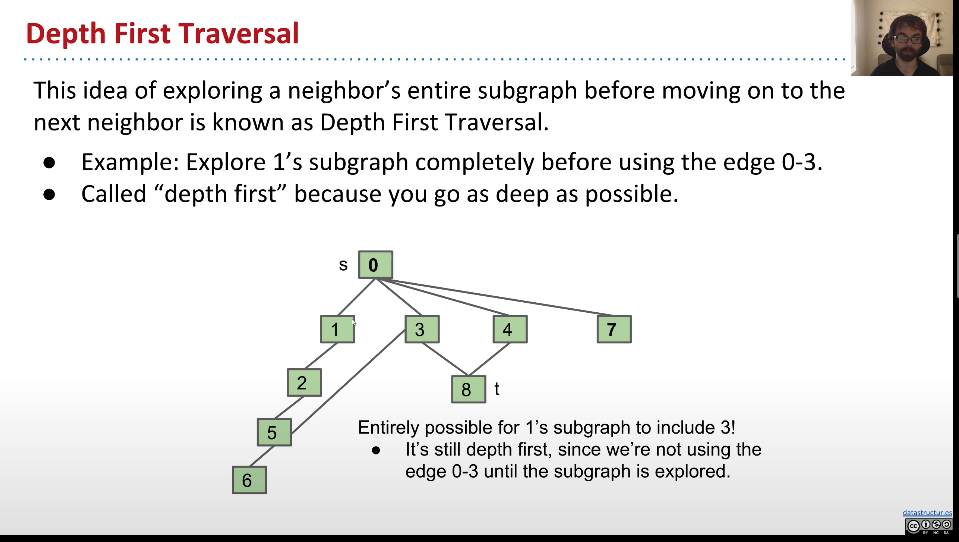 Depth First Traversal
This idea of exploring a neighbor's entire subgraph before moving on to the
next neighbor is known as Depth First Traversal.
● Example: Explore 1's subgraph completely before using the edge 0-3.
● Called “depth first” because you go as deep as possible.
s 0
1 3 4 7
2 8 t
5
6
Entirely possible for 1's subgraph to include 3!
● It's still depth first, since we're not using the
edge 0-3 until the subgraph is explored.
datastructur.es